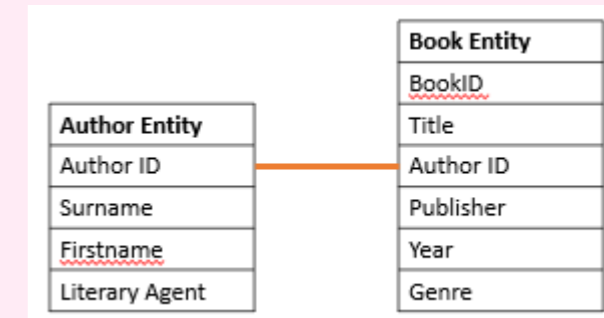 Author Entity
Author ID
Surname
Firstname
Literary Agent
Book Entity
BookID
Title
Author ID
Publisher
Year
Genre